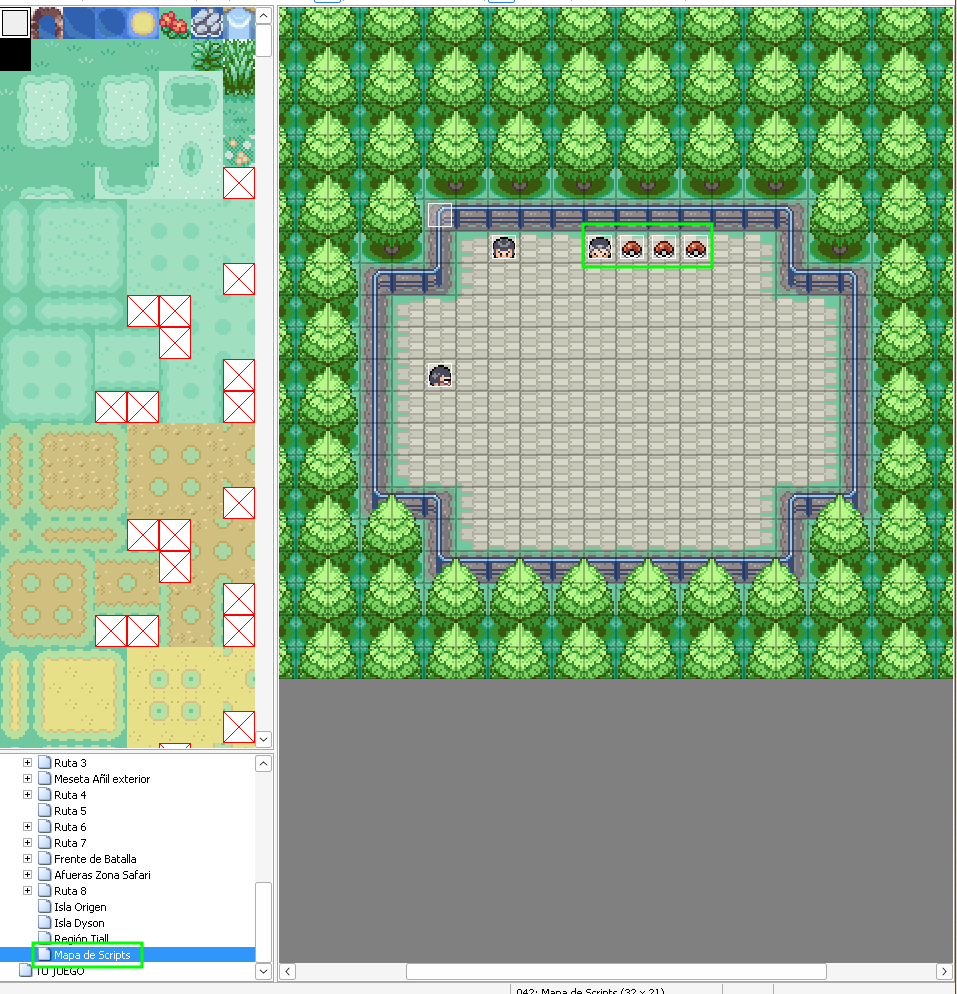 Ruta 3
Meseta Añil exterior
Ruta 4
Ruta 5
Ruta 6
Ruta 7
Frente de Batalla
Afueras Zona Safari
Ruta 8
Isla Origen
Isla Dyson
Región Tiall
Mapa de Scripts
TU JUEGO
042: Mapa de Scripts (32 x 21)